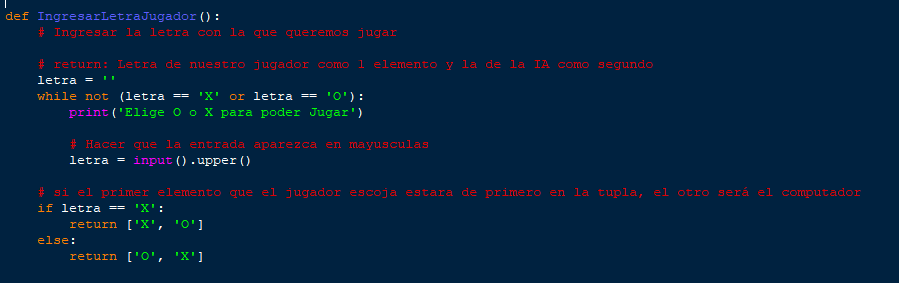 def IngresarLetraJugador():
    # Ingresar la letra con la que queremos jugar
    # return: Letra de nuestro jugador como 1 elemento y la de la IA como segundo
    letra = ''
    while not (letra == 'X' or letra == 'O'):
        print('Elige O o X para poder Jugar')
        # Hacer que la entrada aparezca en mayusculas
        letra = input().upper()
    # si el primer elemento que el jugador escoja estara de primero en la tupla, el otro será el computador
    if letra == 'X':
        return ['X', 'O']
    else:
        return ['O', 'X']